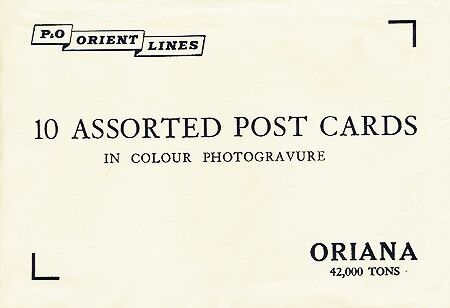 P&O ORIENT LINES
10 ASSORTED POST CARDS
IN COLOUR PHOTOGRAVURE
ORIANA
42,000 TONS